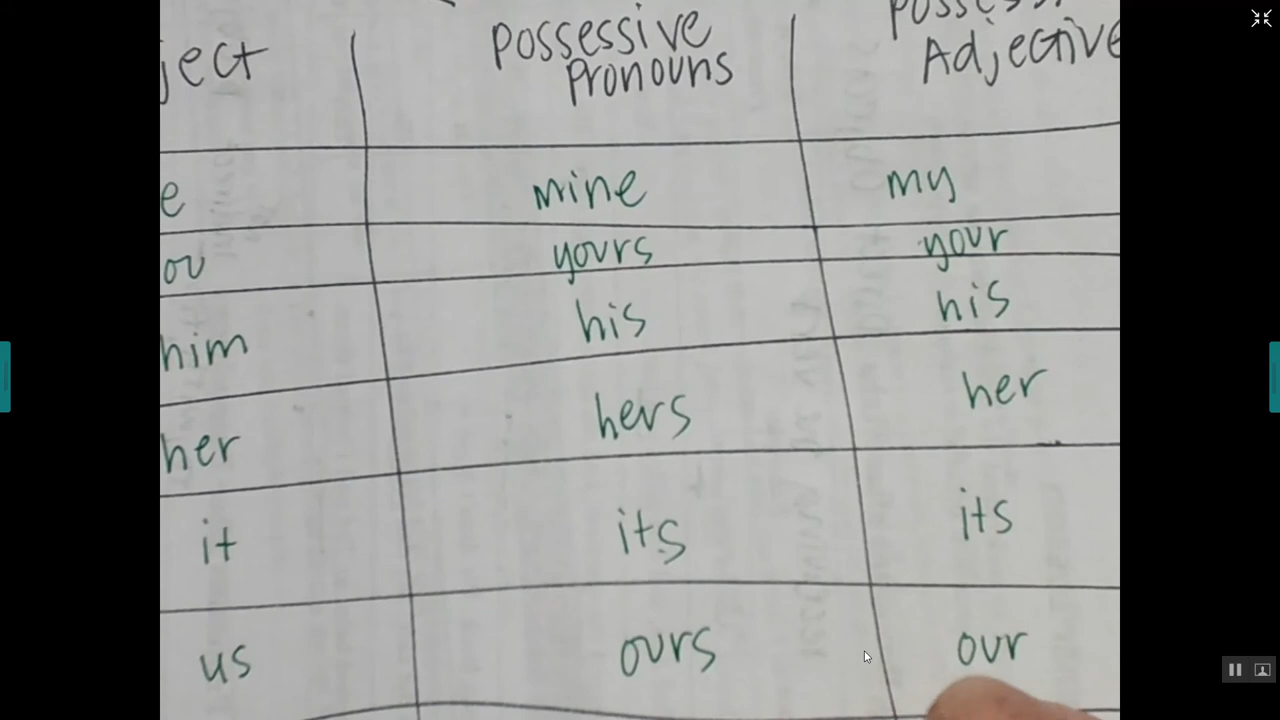 possessive
pronouns
Adjective
ject
e mine my
ou yours your
him his his
her hers her
it its its
us ours our